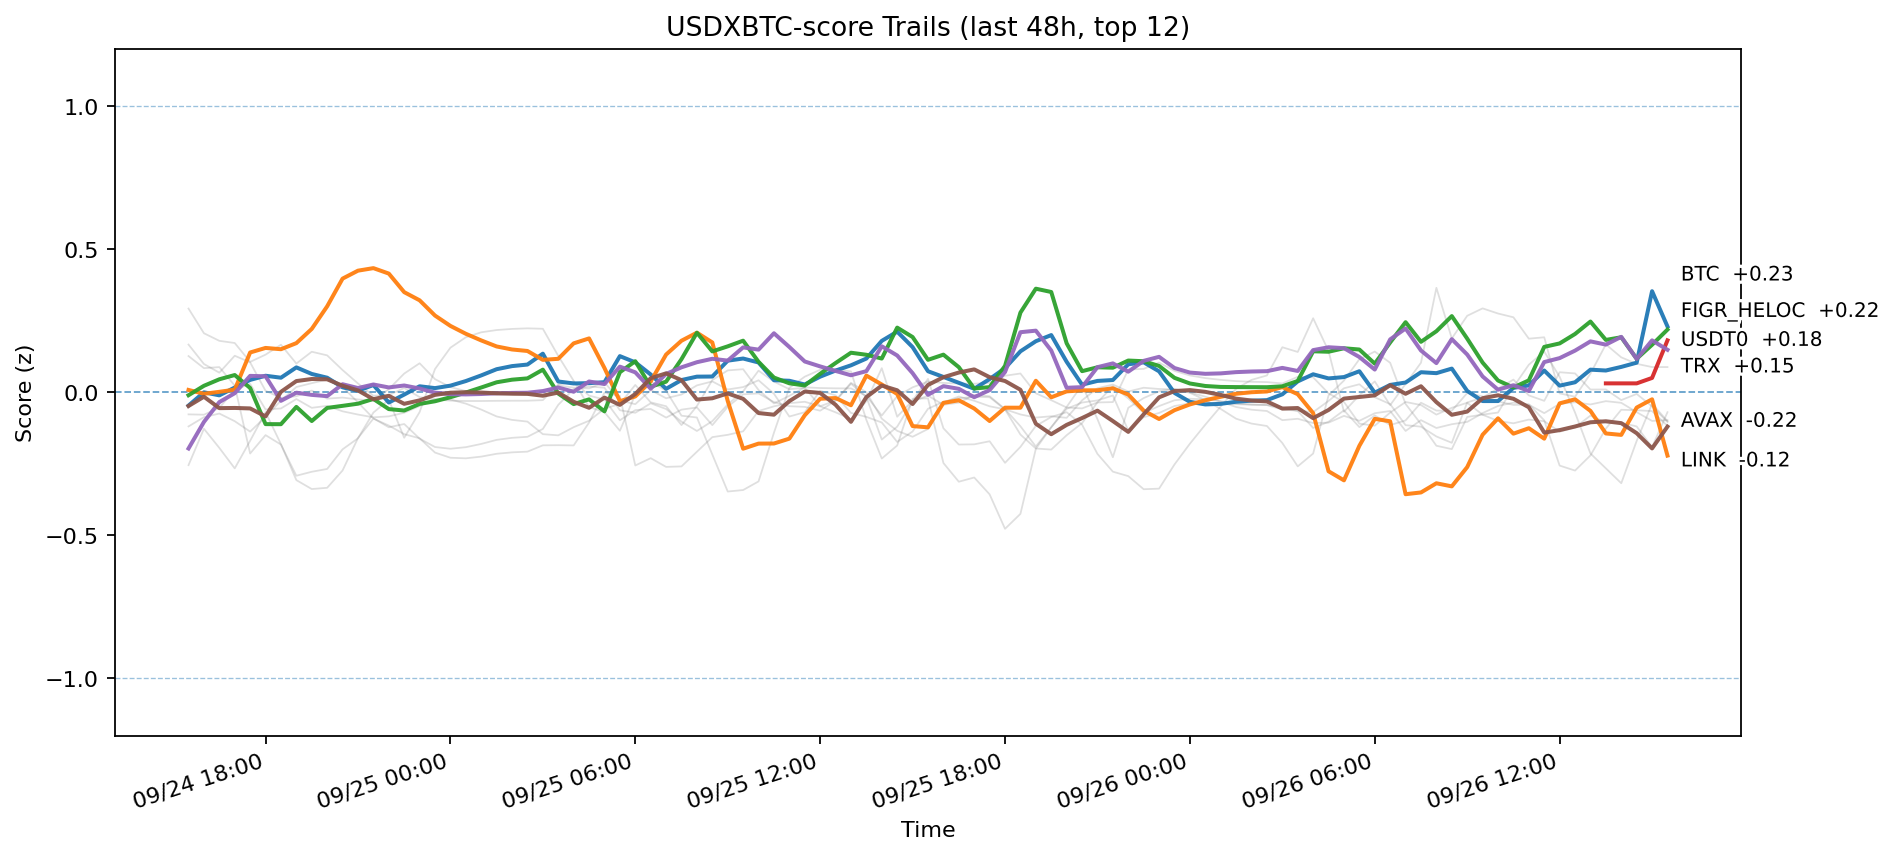 USDXBTC-score Trails (last 48h, top 12)
Score (z)
1.0
0.5
0.0
−0.5
−1.0
BTC +0.23
FIGR_HELOC +0.22
USDT0 +0.18
TRX +0.15
AVAX -0.22
LINK -0.12
09/24 18:00
09/25 00:00
09/25 06:00
09/25 12:00
09/25 18:00
09/26 00:00
09/26 06:00
09/26 12:00
Time